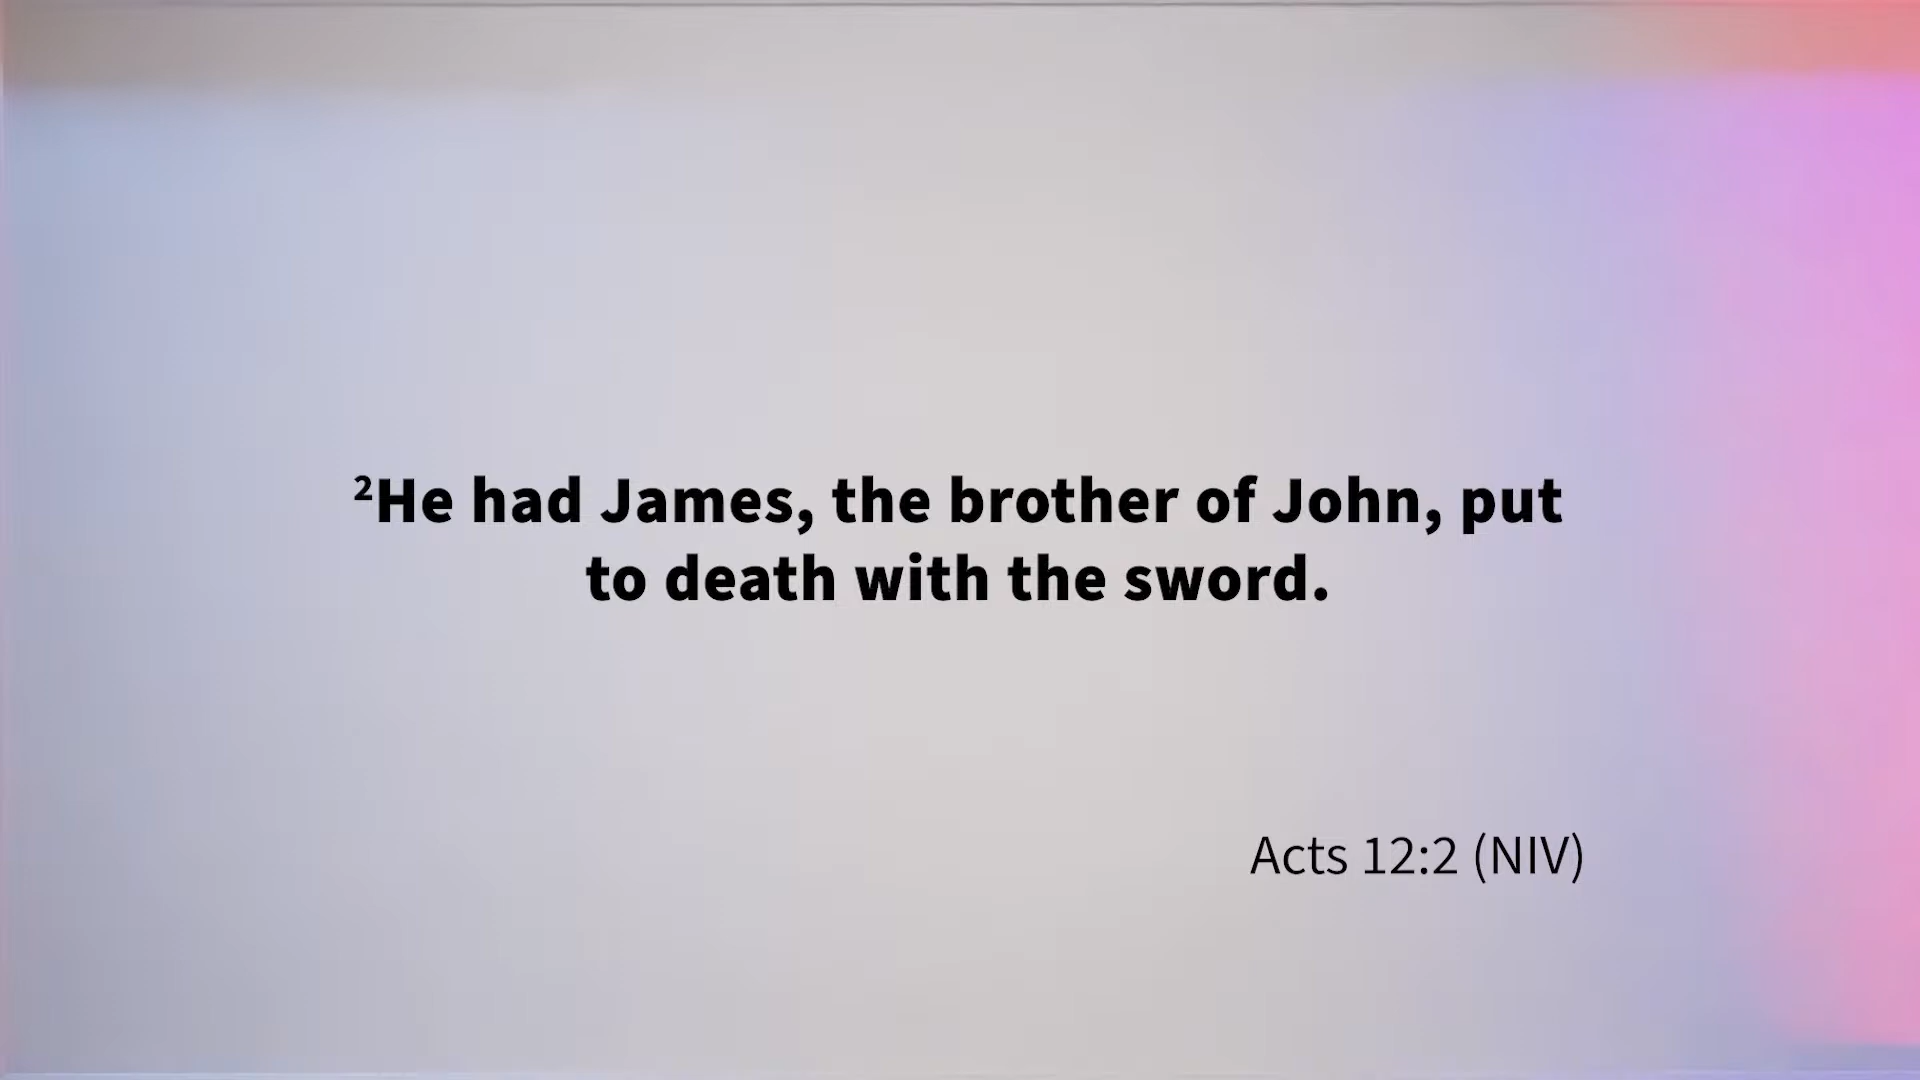 ²He had James, the brother of John, put
to death with the sword.
Acts 12:2 (NIV)